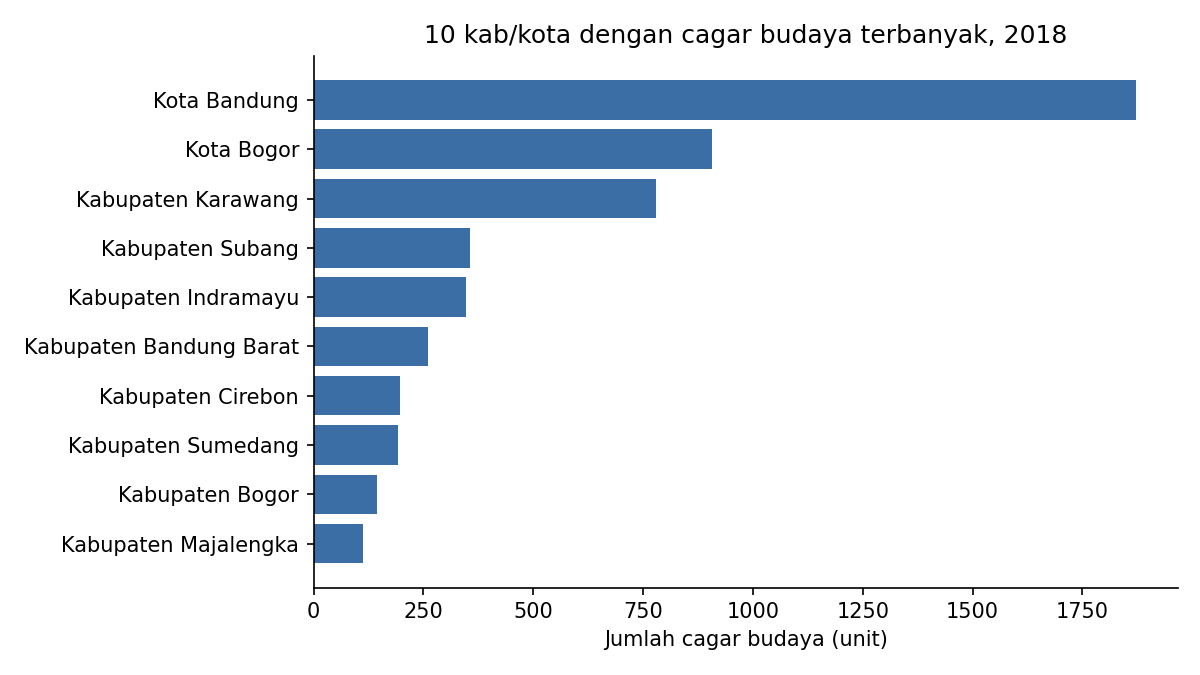 10 kab/kota dengan cagar budaya terbanyak, 2018
Kota Bandung
Kota Bogor
Kabupaten Karawang
Kabupaten Subang
Kabupaten Indramayu
Kabupaten Bandung Barat
Kabupaten Cirebon
Kabupaten Sumedang
Kabupaten Bogor
Kabupaten Majalengka
0 250 500 750 1000 1250 1500 1750
Jumlah cagar budaya (unit)